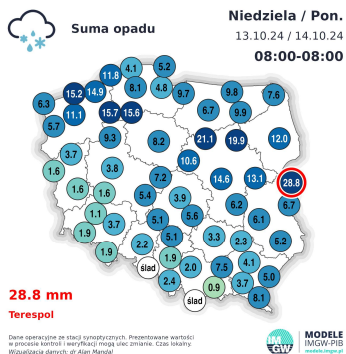 Suma opadu
Niedziela / Pon.
13.10.24 / 14.10.24
08:00-08:00
4.1 5.2
11.8
15.2 14.9 8.1 4.8 9.7 9.8 7.6
6.3
11.1 15.7 15.6 6.7 9.9
5.7
9.3 8.2 21.1 19.9 12.0
3.7 10.6
1.6 3.8
7.2 14.6 13.1 28.8
1.6 1.6
5.4 3.9 6.2 6.7
1.1 3.7 5.1 5.6 6.1
1.9
2.2 5.1 3.3 2.3 6.2
1.9
1.9
ślad 2.0 7.5 4.1
2.4 5.0
0.9 3.7
ślad 8.1
28.8 mm
Terespol
Dane operacyjne ze stacji synoptycznych. Prezentowane wartości
w procesie kontroli i weryfikacji mogą ulec zmianie. Czas lokalny.
Wizualizacja danych: dr Alan Mandal
IM
GW
MODELE
IMGW-PIB
modele.imgw.pl